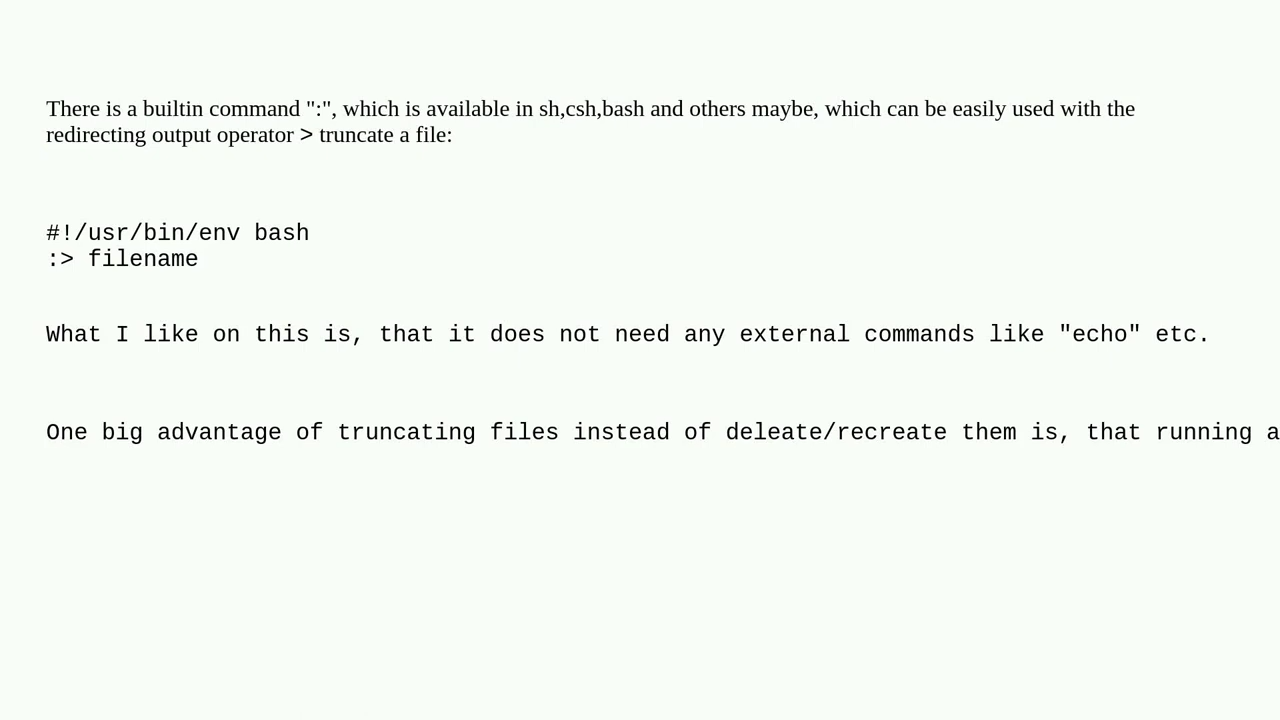 There is a builtin command ":", which is available in sh,csh,bash and others maybe, which can be easily used with the
redirecting output operator > truncate a file:
#!/usr/bin/env bash
:> filename
What I like on this is, that it does not need any external commands like "echo" etc.
One big advantage of truncating files instead of deleate/recreate them is, that running a